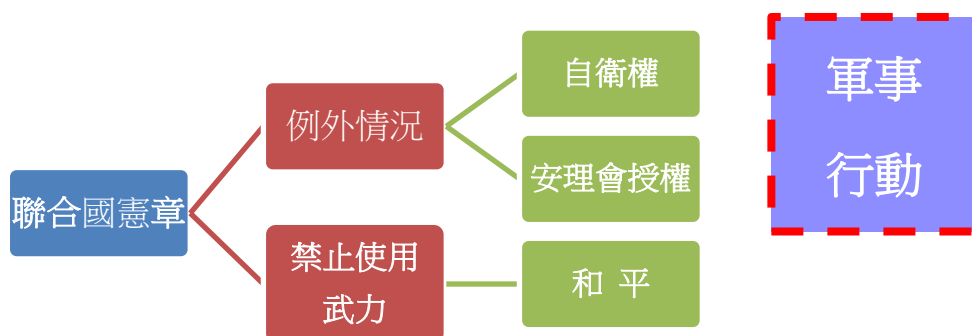 聯合國憲章
例外情況
禁止使用
武力
自衛權
安理會授權
和 平
軍事
行動